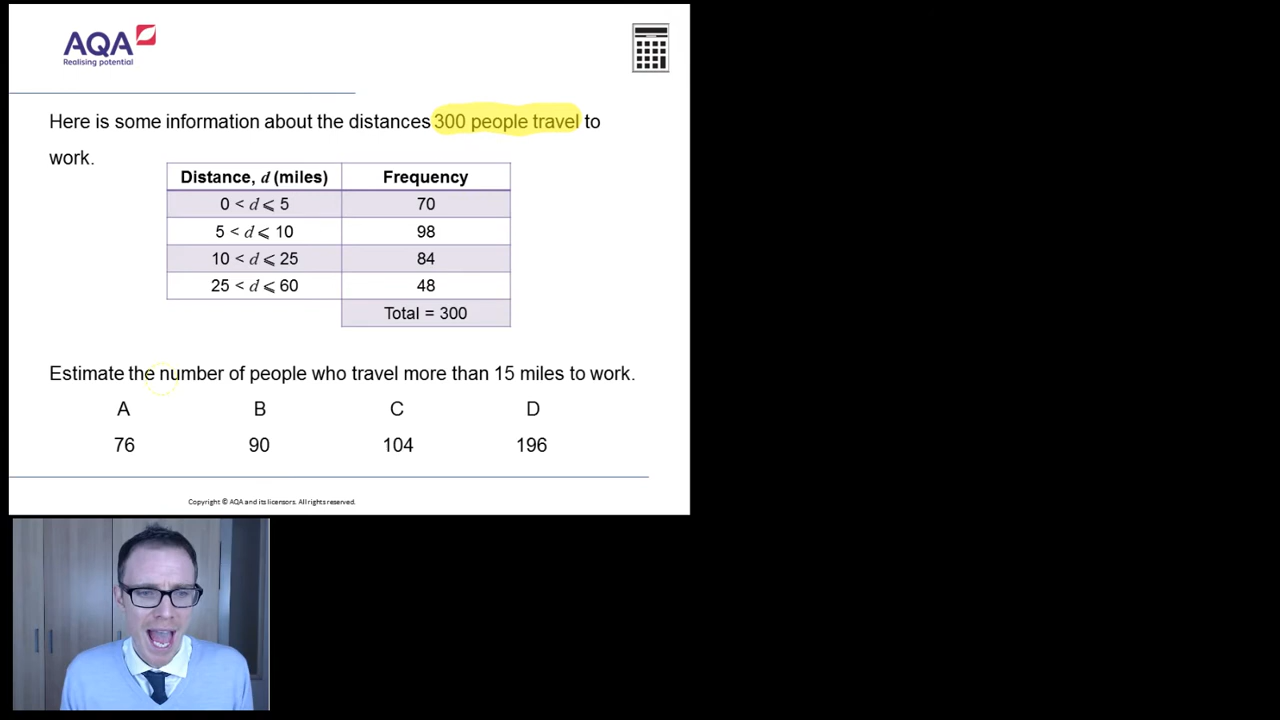 AQA
Realising potential
Here is some information about the distances 300 people travel to
work.
Distance, d (miles) Frequency
0 < d ⩽ 5 70
5 < d ⩽ 10 98
10 < d ⩽ 25 84
25 < d ⩽ 60 48
Total = 300
Estimate the number of people who travel more than 15 miles to work.
A B C D
76 90 104 196
Copyright © AQA and its licensors. All rights reserved.